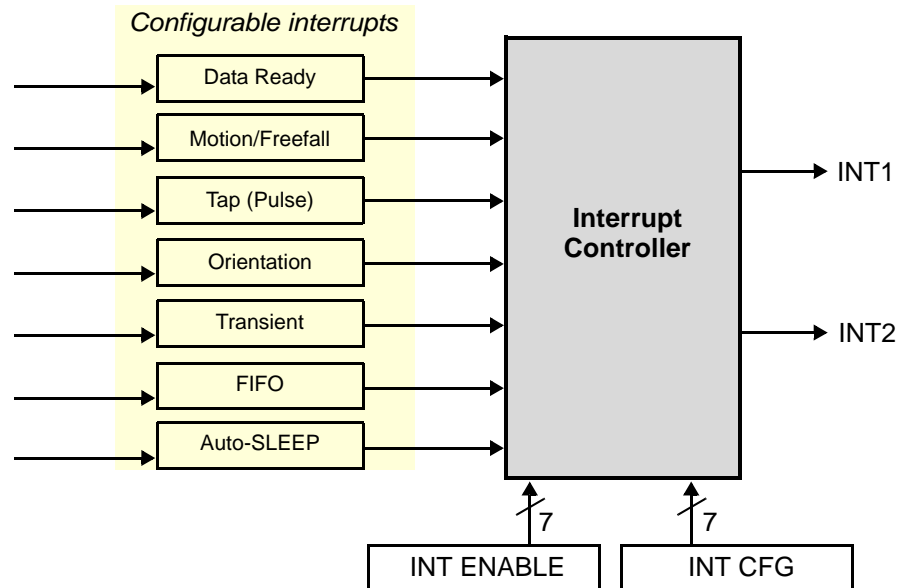 Configurable interrupts
Data Ready
Motion/Freefall
Tap (Pulse)
Orientation
Transient
FIFO
Auto-SLEEP
Interrupt
Controller
INT1
INT2
7
7
INT ENABLE
INT CFG